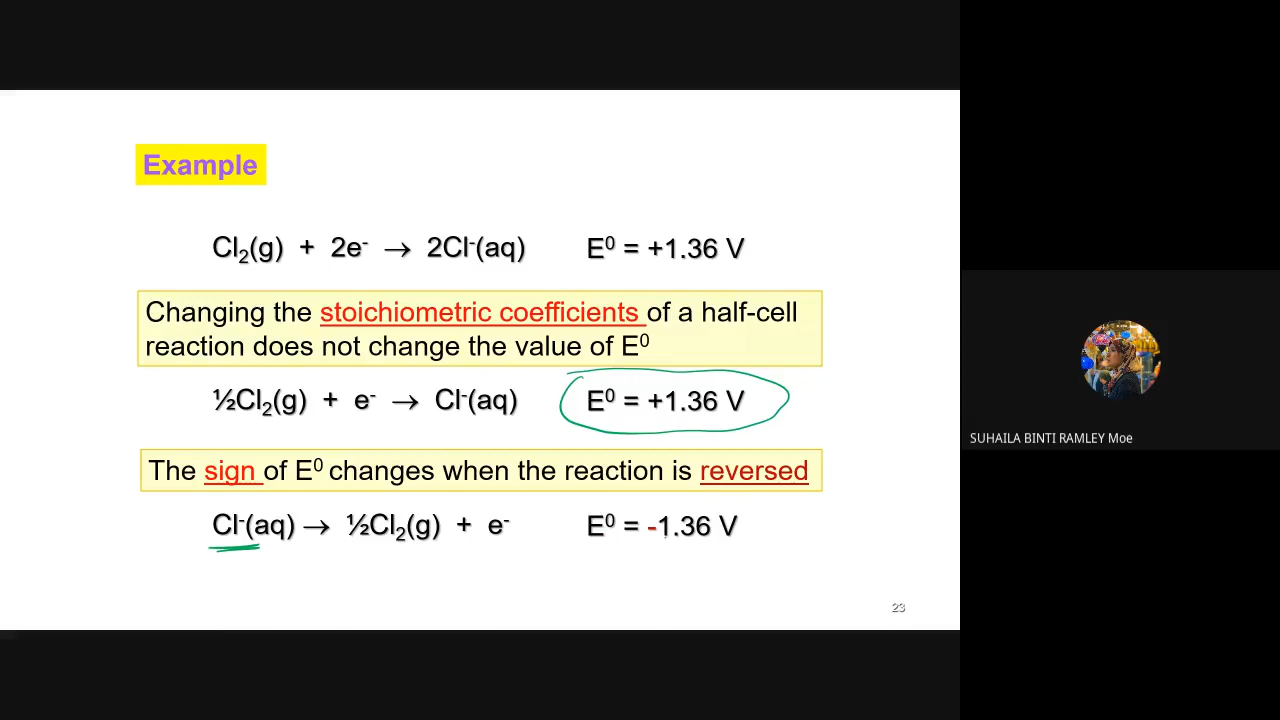 Example
Cl₂(g) + 2e⁻ → 2Cl⁻(aq) E⁰ = +1.36 V
Changing the stoichiometric coefficients of a half-cell
reaction does not change the value of E⁰
½Cl₂(g) + e⁻ → Cl⁻(aq) E⁰ = +1.36 V
The sign of E⁰ changes when the reaction is reversed
Cl⁻(aq) → ½Cl₂(g) + e⁻ E⁰ = -1.36 V
23
SUHAILA BINTI RAMLEY Moe